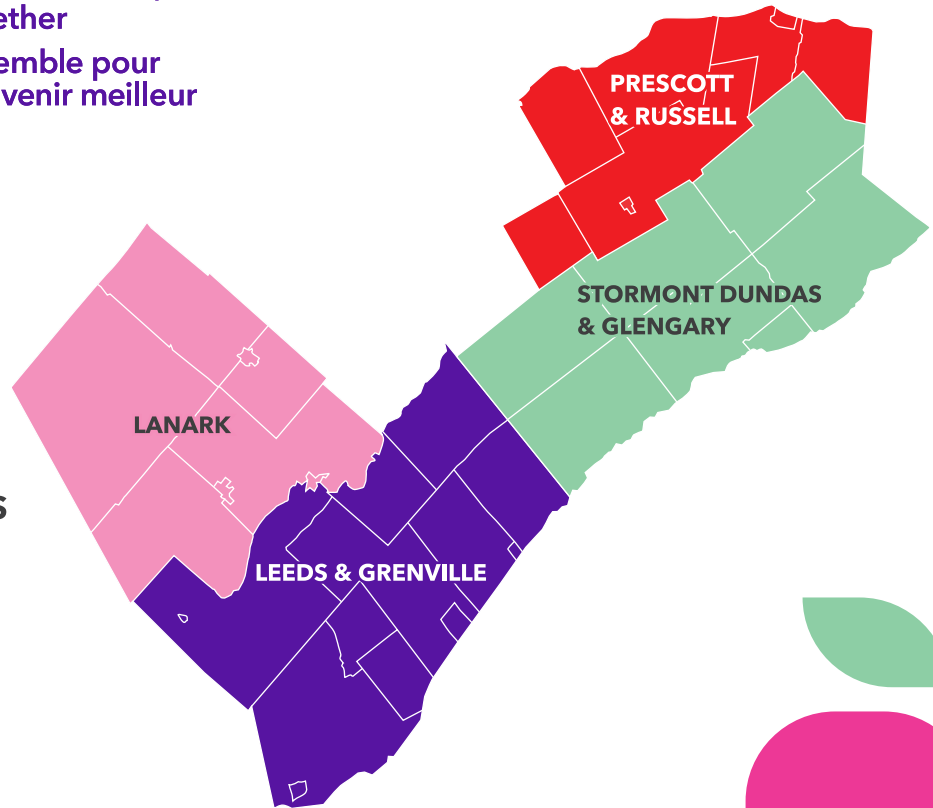 ether
emble pour
venir meilleur
PRESCOTT
& RUSSELL
STORMONT DUNDAS
& GLENGARY
LANARK
S
LEEDS & GRENVILLE